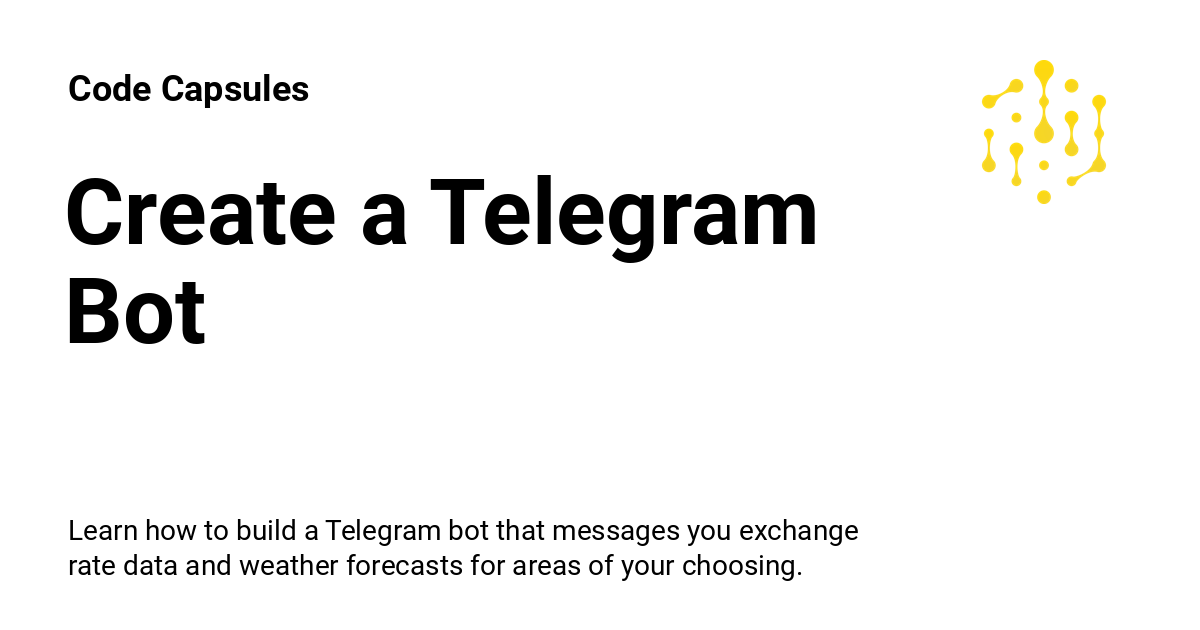 Code Capsules
Create a Telegram
Bot
Learn how to build a Telegram bot that messages you exchange
rate data and weather forecasts for areas of your choosing.